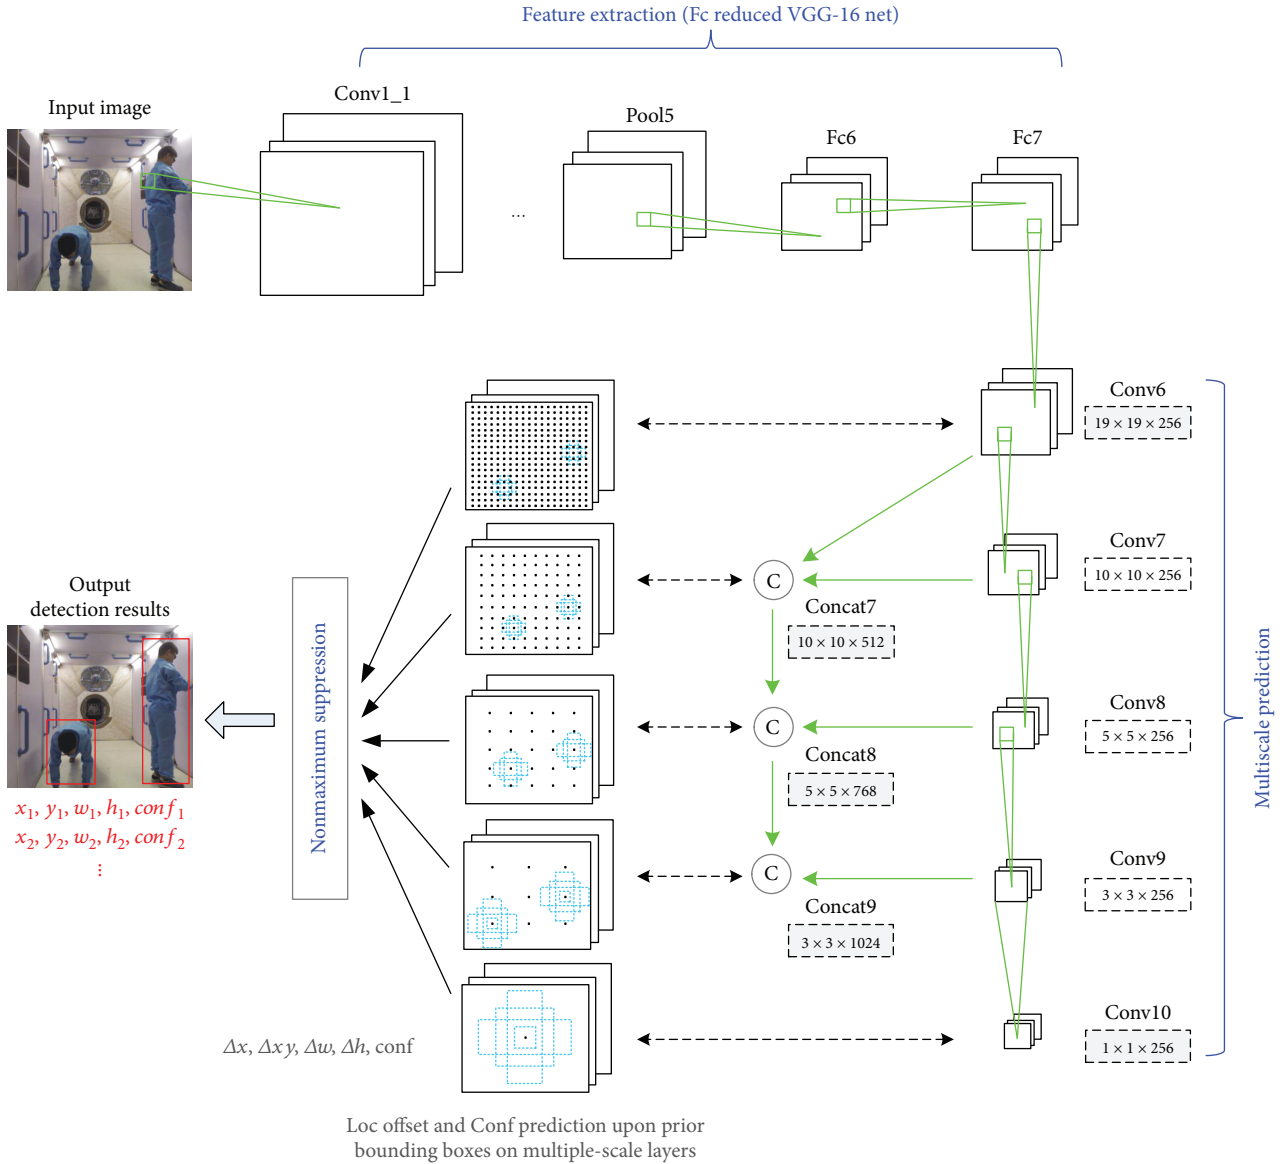 Feature extraction (Fc reduced VGG-16 net)
Input image
Conv1_1
Pool5
Fc6
Fc7
...
Conv6
19 × 19 × 256
Conv7
10 × 10 × 256
C
Concat7
10 × 10 × 512
Output
detection results
Nonmaximum suppression
Conv8
5 × 5 × 256
C
Concat8
5 × 5 × 768
Multiscale prediction
x₁, y₁, w₁, h₁, conf₁
x₂, y₂, w₂, h₂, conf₂
⋮
Conv9
3 × 3 × 256
C
Concat9
3 × 3 × 1024
Conv10
1 × 1 × 256
Δx, Δxy, Δw, Δh, conf
Loc offset and Conf prediction upon prior
bounding boxes on multiple-scale layers